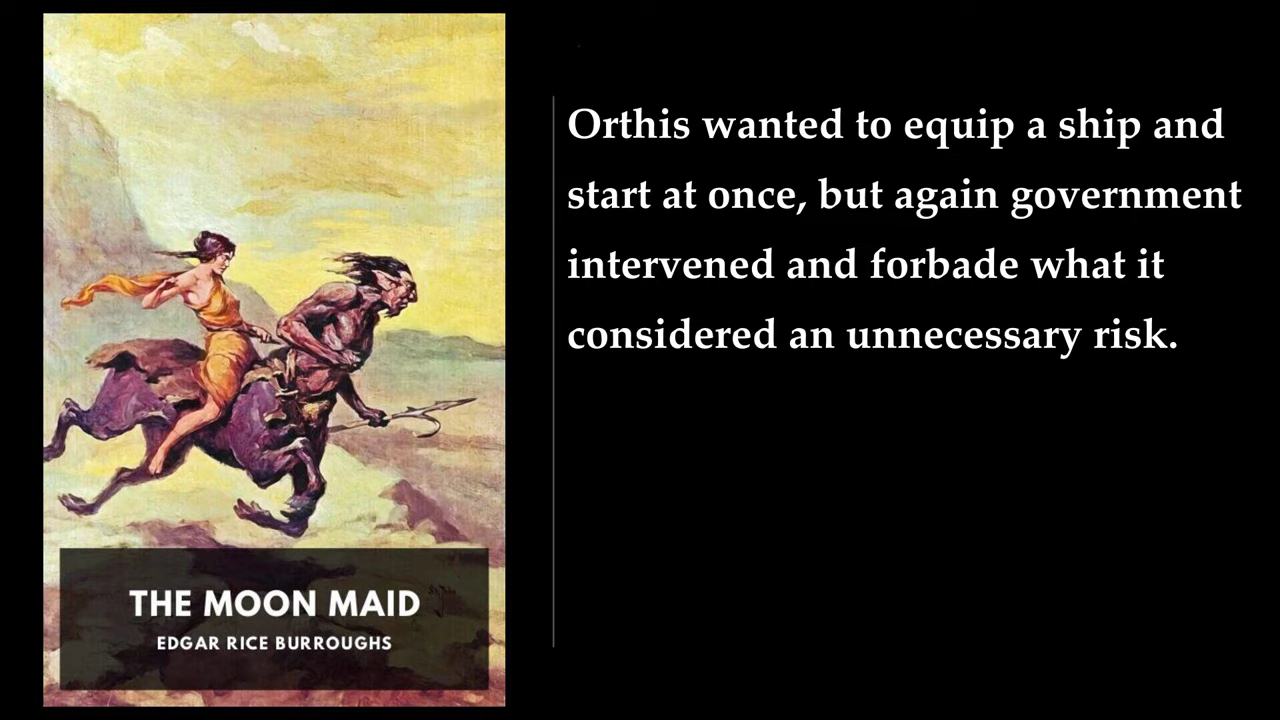 Orthis wanted to equip a ship and
start at once, but again government
intervened and forbade what it
considered an unnecessary risk.
THE MOON MAID
EDGAR RICE BURROUGHS